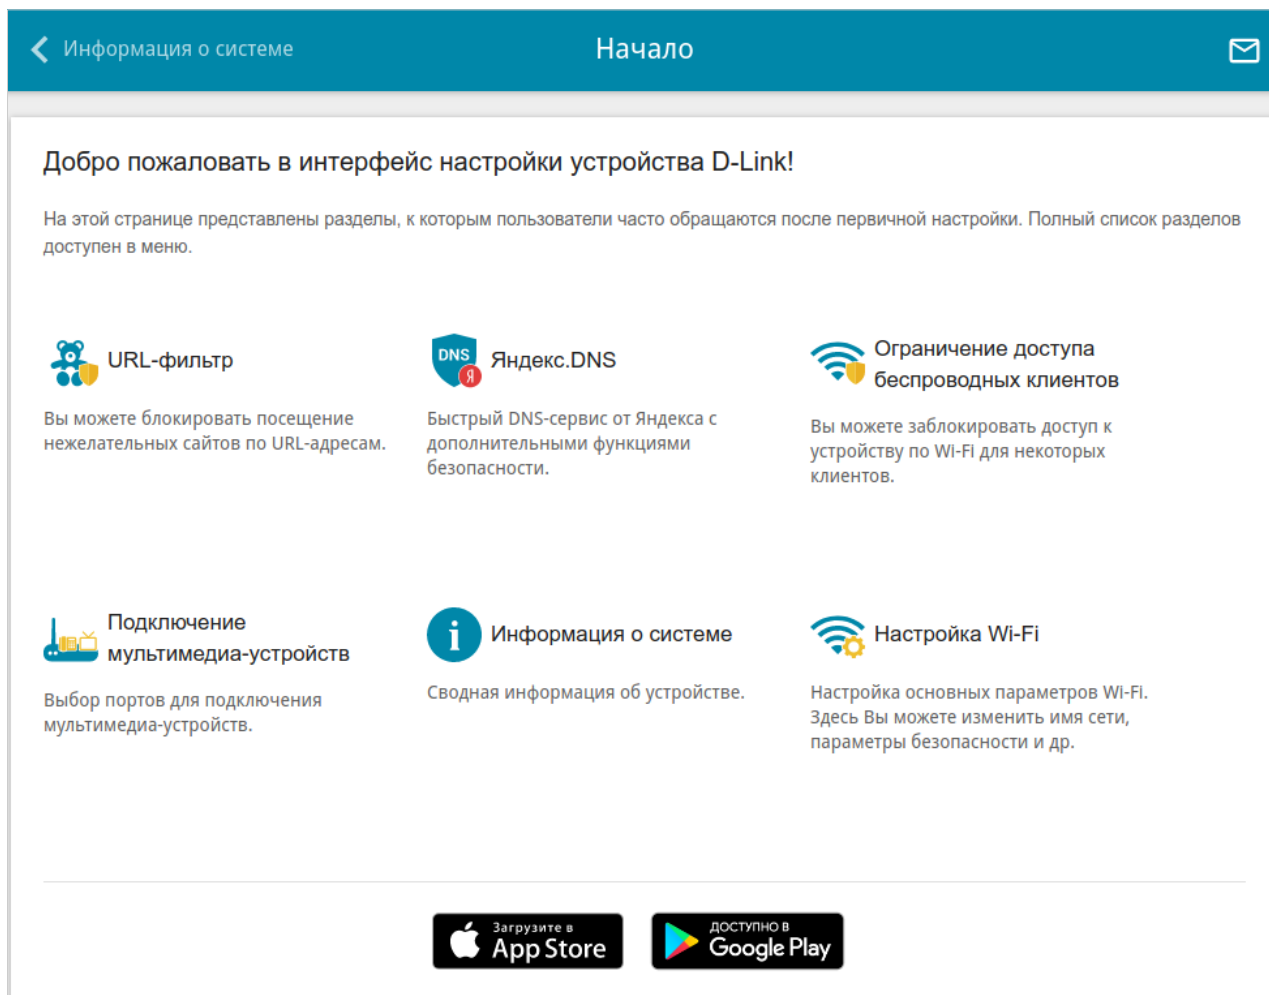 Информация о системе
Начало
Добро пожаловать в интерфейс настройки устройства D-Link!
На этой странице представлены разделы, к которым пользователи часто обращаются после первичной настройки. Полный список разделов
доступен в меню.
URL-фильтр
Вы можете блокировать посещение
нежелательных сайтов по URL-адресам.
DNS
Я
Яндекс.DNS
Быстрый DNS-сервис от Яндекса с
дополнительными функциями
безопасности.
Ограничение доступа
беспроводных клиентов
Вы можете заблокировать доступ к
устройству по Wi-Fi для некоторых
клиентов.
Подключение
мультимедиа-устройств
Выбор портов для подключения
мультимедиа-устройств.
i
Информация о системе
Сводная информация об устройстве.
Настройка Wi-Fi
Настройка основных параметров Wi-Fi.
Здесь Вы можете изменить имя сети,
параметры безопасности и др.
Загрузите в
App Store
ДОСТУПНО В
Google Play